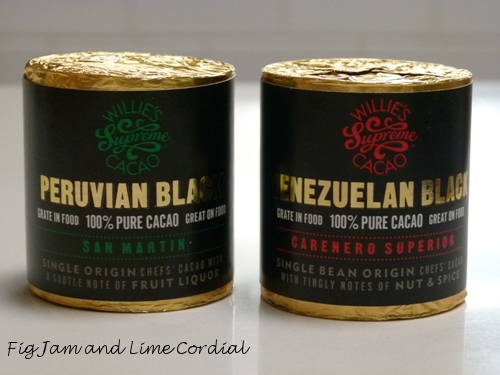 WILLIE'S
Supreme
CACAO
PERUVIAN BLACK
GRATE IN FOOD 100% PURE CACAO GREAT ON FOOD
SAN MARTIN
SINGLE ORIGIN CHEFS' CACAO WITH
A SUBTLE NOTE OF FRUIT LIQUOR
WILLIE'S
Supreme
CACAO
VENEZUELAN BLACK
GRATE IN FOOD 100% PURE CACAO GREAT ON FOOD
CARENERO SUPERIOR
SINGLE BEAN ORIGIN CHEFS' CACAO
WITH TINGLY NOTES OF NUT & SPICE
Fig Jam and Lime Cordial